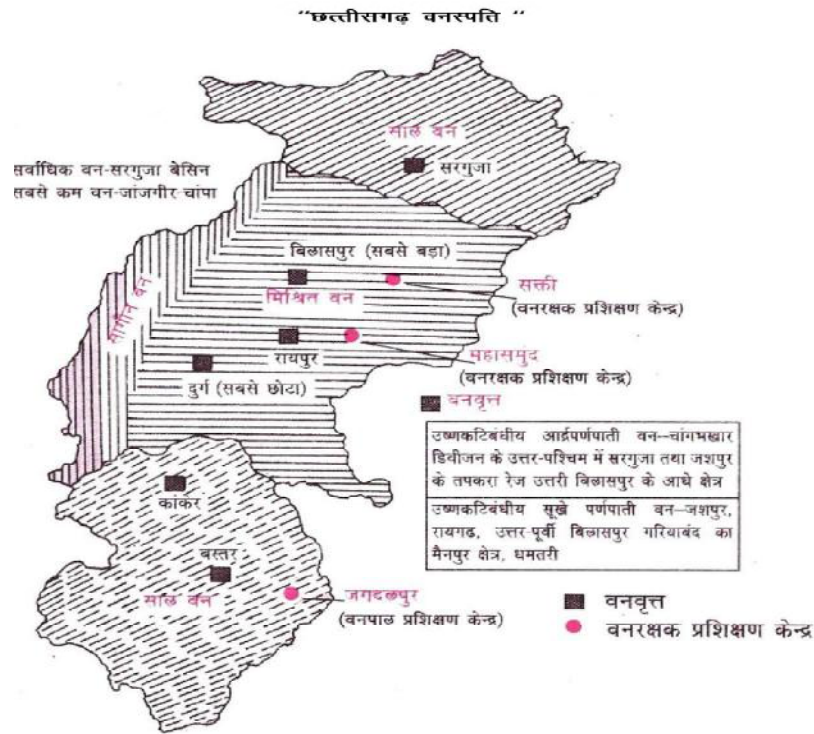 “छत्तीसगढ़ वनस्पति “
साल वन
सरगुजा
सर्वाधिक वन-सरगुजा बेसिन
सबसे कम वन-जांजगीर-चांपा
बिलासपुर (सबसे बड़ा)
सक्ती
(वनरक्षक प्रशिक्षण केन्द्र)
सागौन वन
मिश्रित वन
रायपुर
महासमुंद
(वनरक्षक प्रशिक्षण केन्द्र)
दुर्ग (सबसे छोटा)
वनवृत्त
उष्णकटिबंधीय आर्द्रपर्णपाती वन–चांगभखार
डिवीजन के उत्तर-पश्चिम में सरगुजा तथा जशपुर
के तपकरा रेंज उत्तरी बिलासपुर के आधे क्षेत्र
उष्णकटिबंधीय सूखे पर्णपाती वन–जशपुर,
रायगढ, उत्तर-पूर्वी बिलासपुर गरियाबंद का
मैनपुर क्षेत्र, धमतरी
कांकेर
बस्तर
साल वन
जगदलपुर
(वनपाल प्रशिक्षण केन्द्र)
वनवृत्त
वनरक्षक प्रशिक्षण केन्द्र